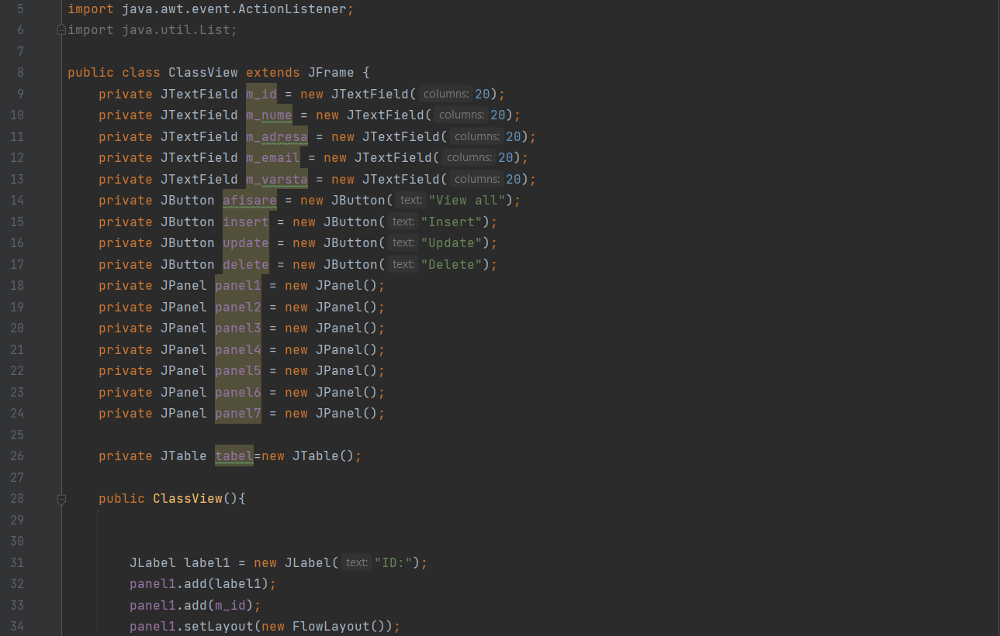 5 import java.awt.event.ActionListener;
6 import java.util.List;
7
8 public class ClassView extends JFrame {
9 private JTextField m_id = new JTextField( columns: 20);
10 private JTextField m_nume = new JTextField( columns: 20);
11 private JTextField m_adresa = new JTextField( columns: 20);
12 private JTextField m_email = new JTextField( columns: 20);
13 private JTextField m_varsta = new JTextField( columns: 20);
14 private JButton afisare = new JButton( text: "View all");
15 private JButton insert = new JButton( text: "Insert");
16 private JButton update = new JButton( text: "Update");
17 private JButton delete = new JButton( text: "Delete");
18 private JPanel panel1 = new JPanel();
19 private JPanel panel2 = new JPanel();
20 private JPanel panel3 = new JPanel();
21 private JPanel panel4 = new JPanel();
22 private JPanel panel5 = new JPanel();
23 private JPanel panel6 = new JPanel();
24 private JPanel panel7 = new JPanel();
25
26 private JTable tabel=new JTable();
27
28 public ClassView(){
29
30
31 JLabel label1 = new JLabel( text: "ID:");
32 panel1.add(label1);
33 panel1.add(m_id);
34 panel1.setLayout(new FlowLayout());